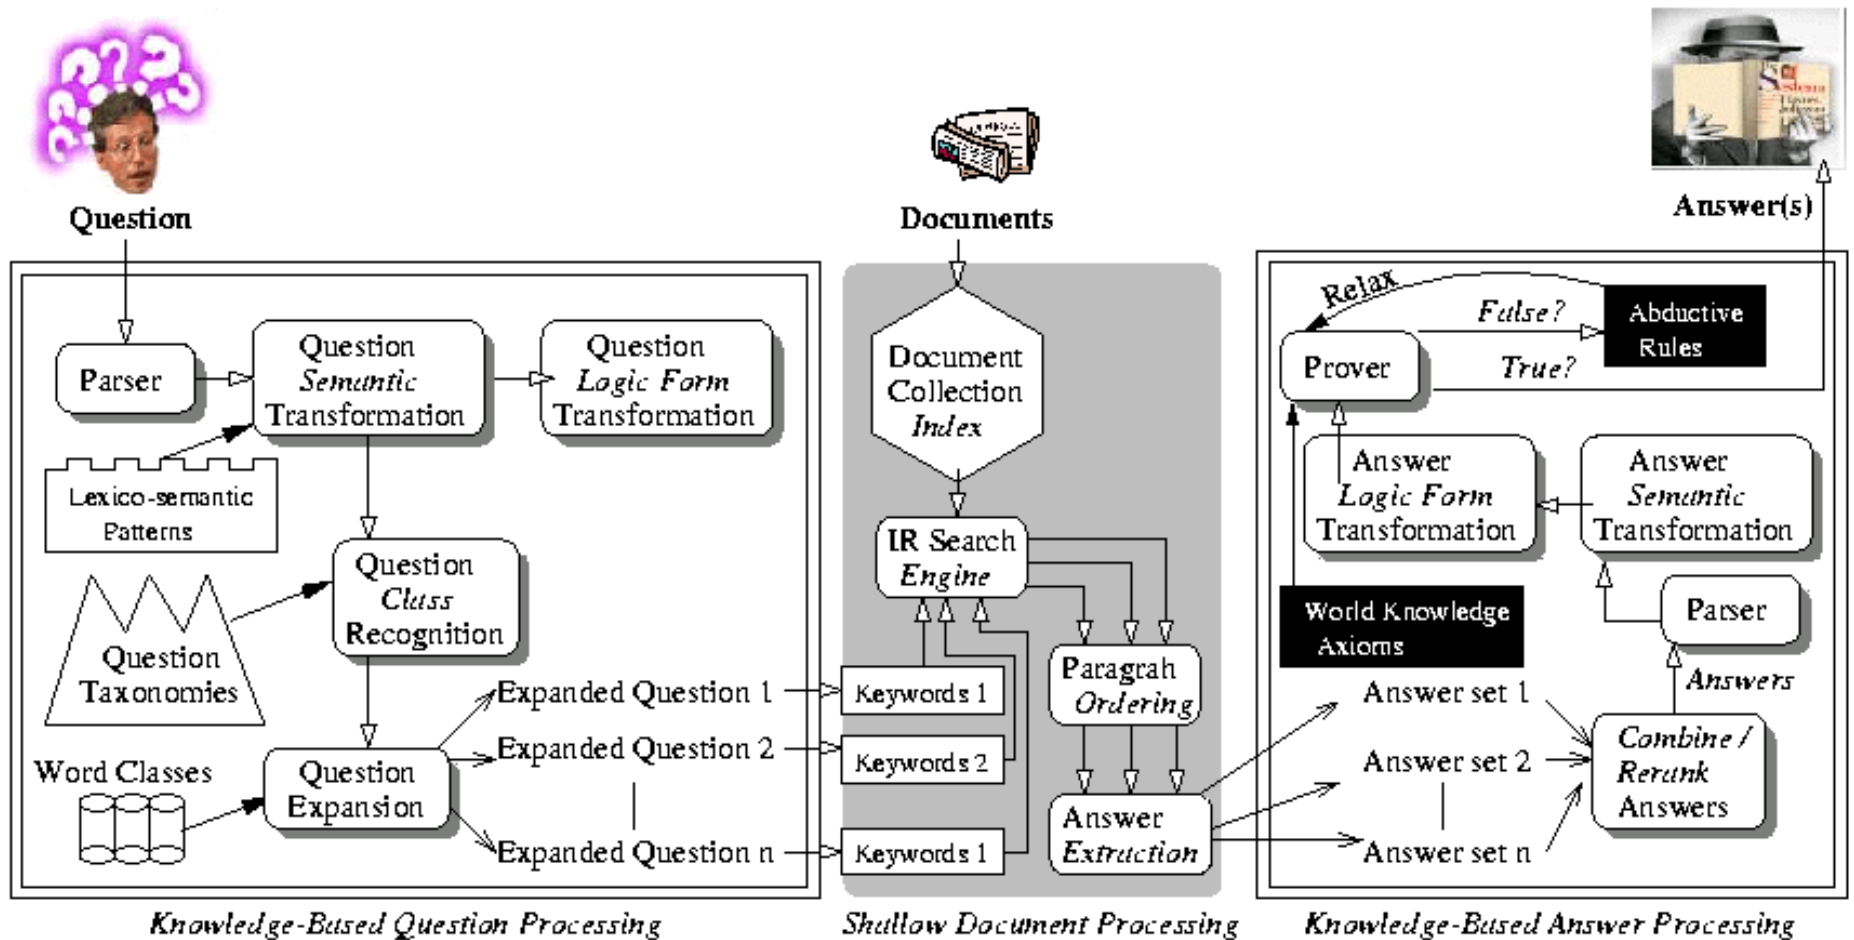 Question
Documents
Answer(s)
Parser
Question
Semantic
Transformation
Question
Logic Form
Transformation
Lexico-semantic
Patterns
Question
Class
Recognition
Question
Taxonomies
Word Classes
Question
Expansion
Expanded Question 1
Expanded Question 2
Expanded Question n
Knowledge-Based Question Processing
Document
Collection
Index
IR Search
Engine
Keywords 1
Keywords 2
Keywords 1
Paragrah
Ordering
Answer
Extraction
Shallow Document Processing
Relax
False?
True?
Abductive
Rules
Prover
Answer
Logic Form
Transformation
Answer
Semantic
Transformation
World Knowledge
Axioms
Parser
Answers
Answer set 1
Answer set 2
Answer set n
Combine /
Rerank
Answers
Knowledge-Based Answer Processing